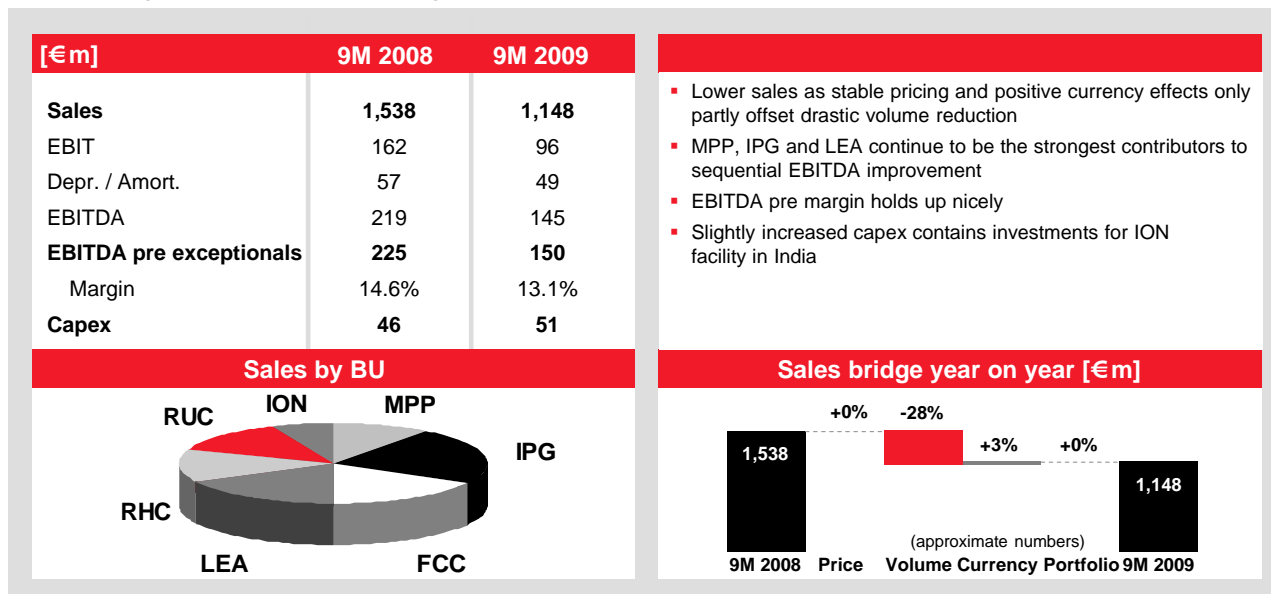 [€m] 9M 2008 9M 2009
Sales 1,538 1,148
EBIT 162 96
Depr. / Amort. 57 49
EBITDA 219 145
EBITDA pre exceptionals 225 150
Margin 14.6% 13.1%
Capex 46 51
▪ Lower sales as stable pricing and positive currency effects only
partly offset drastic volume reduction
▪ MPP, IPG and LEA continue to be the strongest contributors to
sequential EBITDA improvement
▪ EBITDA pre margin holds up nicely
▪ Slightly increased capex contains investments for ION
facility in India
Sales by BU
ION MPP
RUC
IPG
RHC
LEA FCC
Sales bridge year on year [€m]
+0% -28%
+3% +0%
1,538
1,148
(approximate numbers)
9M 2008 Price Volume Currency Portfolio 9M 2009